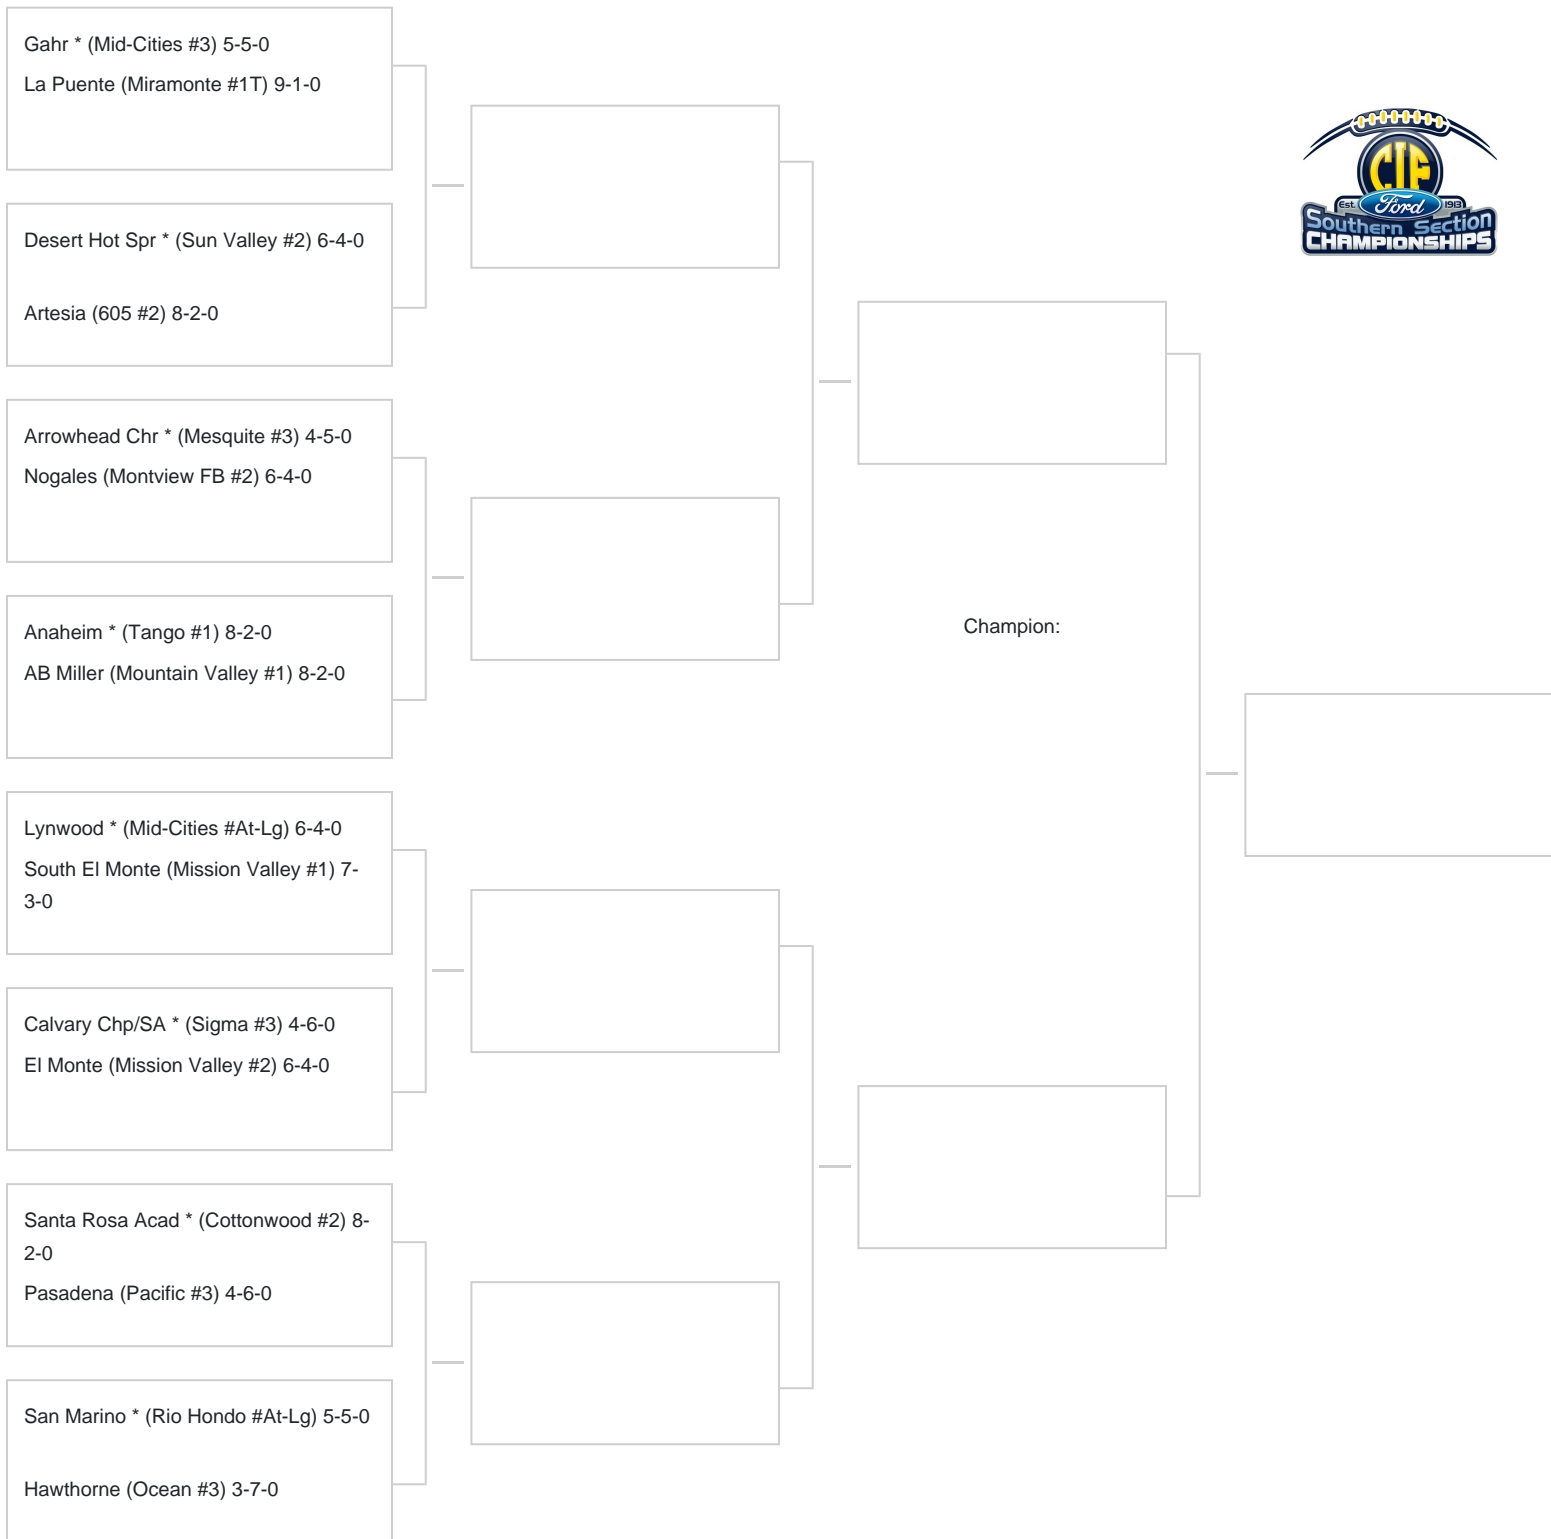 Gahr * (Mid-Cities #3) 5-5-0
La Puente (Miramonte #1T) 9-1-0
CIF
Est. Ford 1913
Southern Section
CHAMPIONSHIPS
Desert Hot Spr * (Sun Valley #2) 6-4-0
Artesia (605 #2) 8-2-0
Arrowhead Chr * (Mesquite #3) 4-5-0
Nogales (Montview FB #2) 6-4-0
Anaheim * (Tango #1) 8-2-0
AB Miller (Mountain Valley #1) 8-2-0
Champion:
Lynwood * (Mid-Cities #At-Lg) 6-4-0
South El Monte (Mission Valley #1) 7-
3-0
Calvary Chp/SA * (Sigma #3) 4-6-0
El Monte (Mission Valley #2) 6-4-0
Santa Rosa Acad * (Cottonwood #2) 8-
2-0
Pasadena (Pacific #3) 4-6-0
San Marino * (Rio Hondo #At-Lg) 5-5-0
Hawthorne (Ocean #3) 3-7-0